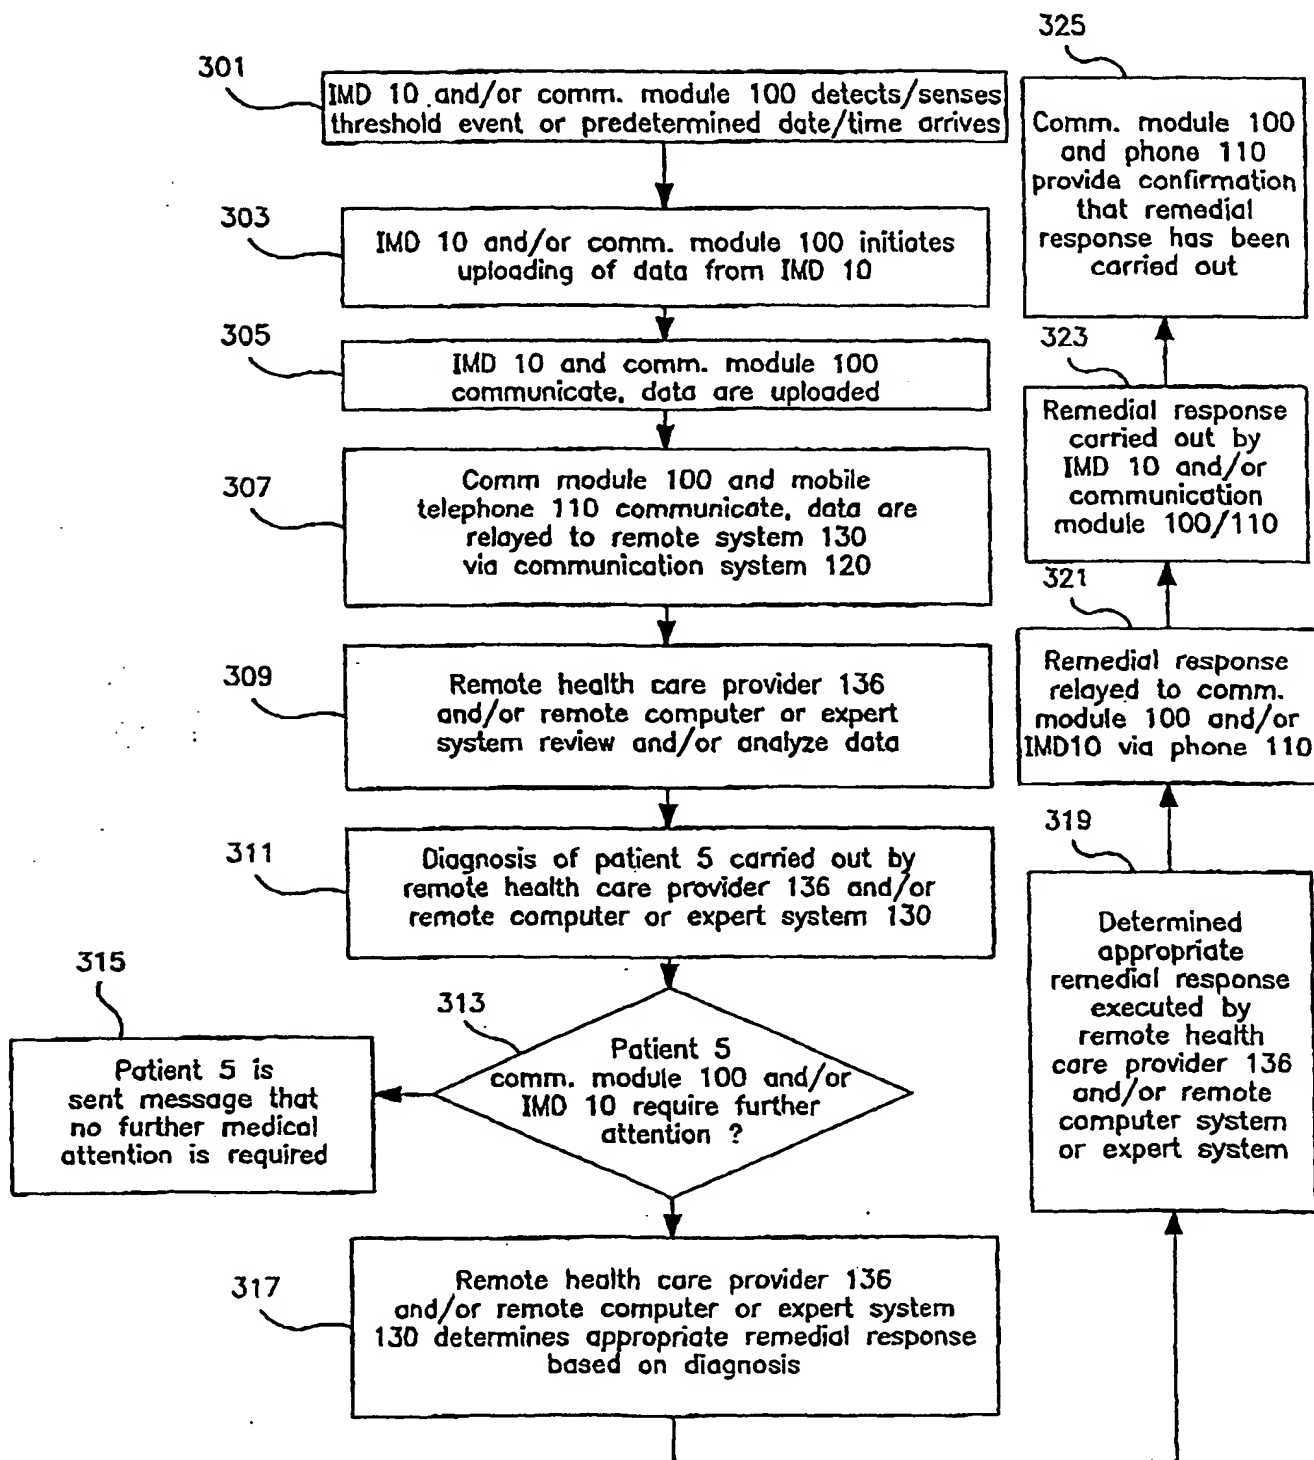 301
IMD 10 and/or comm. module 100 detects/senses
threshold event or predetermined date/time arrives
303
IMD 10 and/or comm. module 100 initiates
uploading of data from IMD 10
305
IMD 10 and comm. module 100
communicate, data are uploaded
307
Comm module 100 and mobile
telephone 110 communicate, data are
relayed to remote system 130
via communication system 120
309
Remote health care provider 136
and/or remote computer or expert
system review and/or analyze data
311
Diagnosis of patient 5 carried out by
remote health care provider 136 and/or
remote computer or expert system 130
313
Patient 5
comm. module 100 and/or
IMD 10 require further
attention ?
315
Patient 5 is
sent message that
no further medical
attention is required
317
Remote health care provider 136
and/or remote computer or expert system
130 determines appropriate remedial response
based on diagnosis
319
Determined
appropriate
remedial response
executed by
remote health
care provider 136
and/or remote
computer system
or expert system
321
Remedial response
relayed to comm.
module 100 and/or
IMD10 via phone 110
323
Remedial response
carried out by
IMD 10 and/or
communication
module 100/110
325
Comm. module 100
and phone 110
provide confirmation
that remedial
response has been
carried out